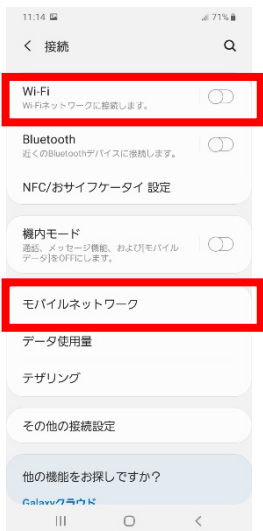 11:14
71%
接続
Wi-Fi
Wi-Fiネットワークに接続します。
Bluetooth
近くのBluetoothデバイスに接続します。
NFC/おサイフケータイ 設定
機内モード
通話、メッセージ機能、および[モバイル
データ]をOFFにします。
モバイルネットワーク
データ使用量
テザリング
その他の接続設定
他の機能をお探しですか？
Galaxyクラウド